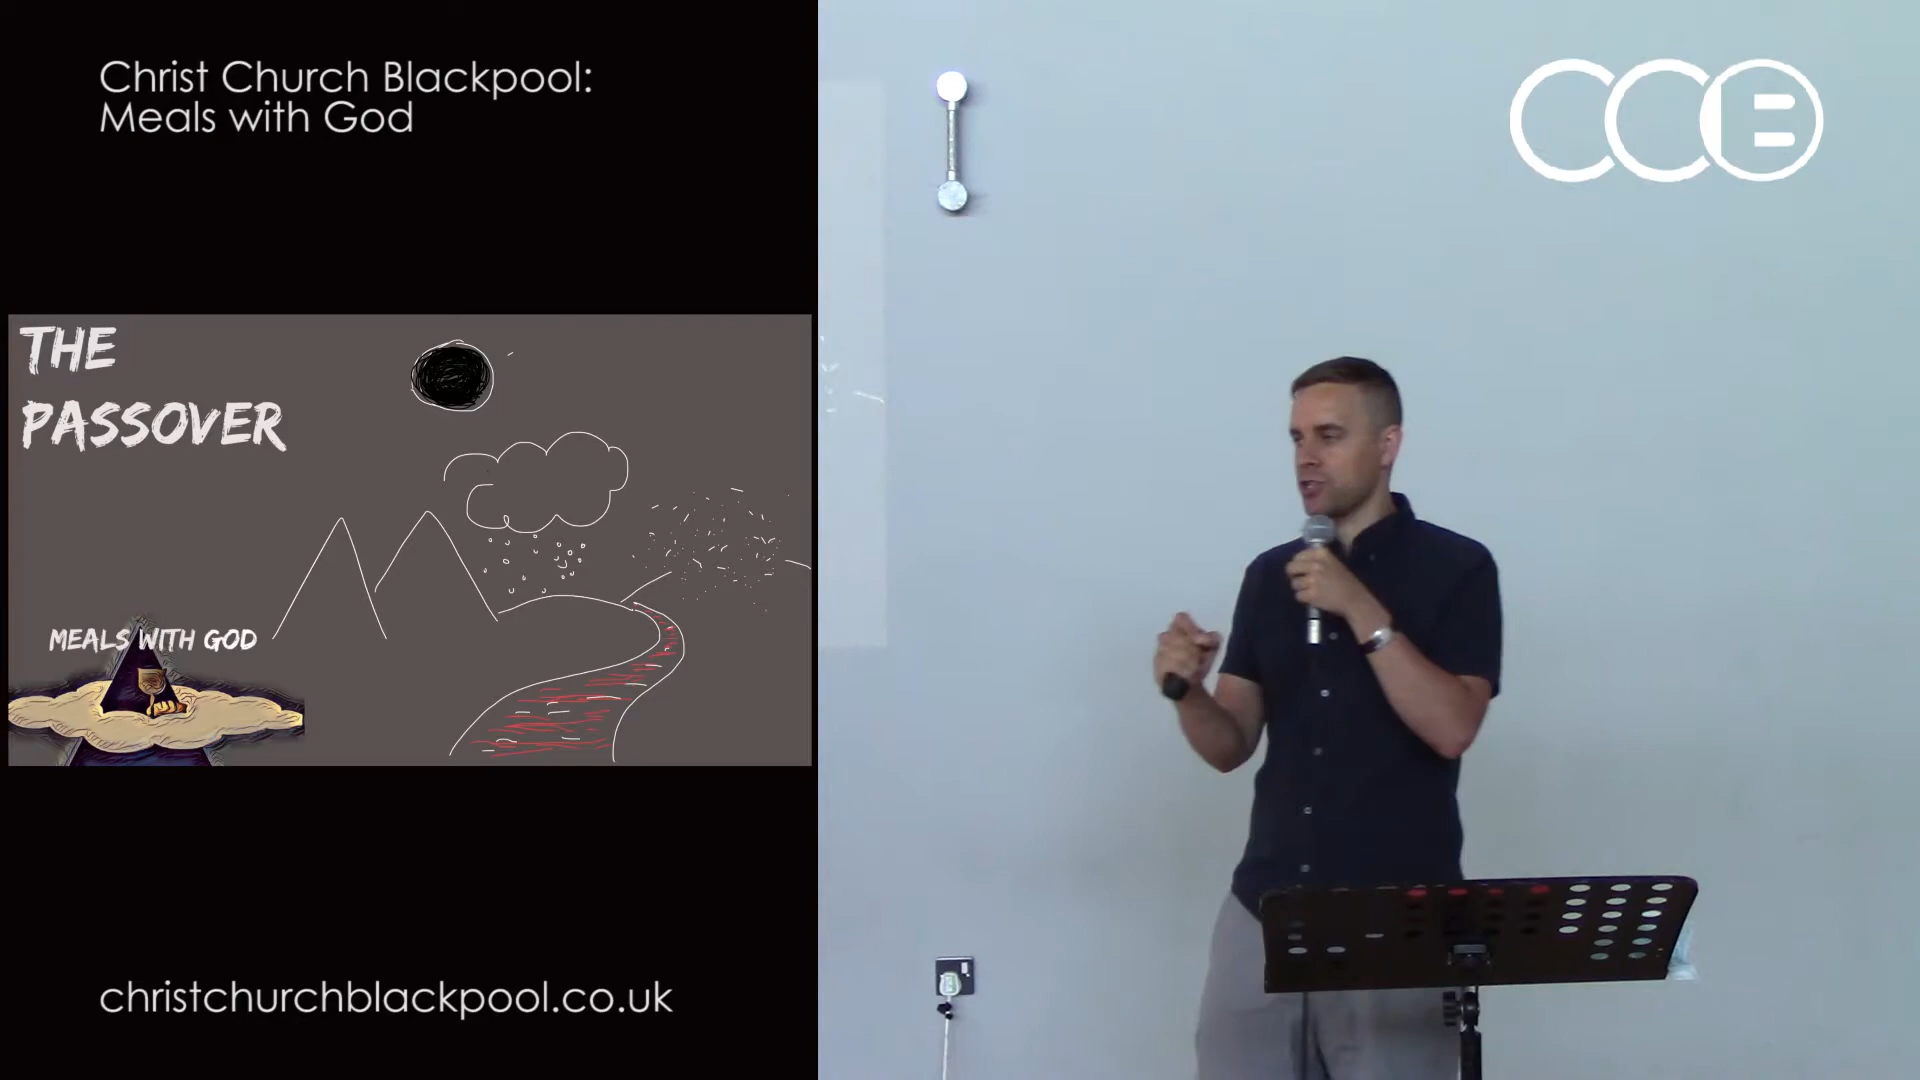 Christ Church Blackpool:
Meals with God
THE
PASSOVER
MEALS WITH GOD
christchurchblackpool.co.uk
CCB